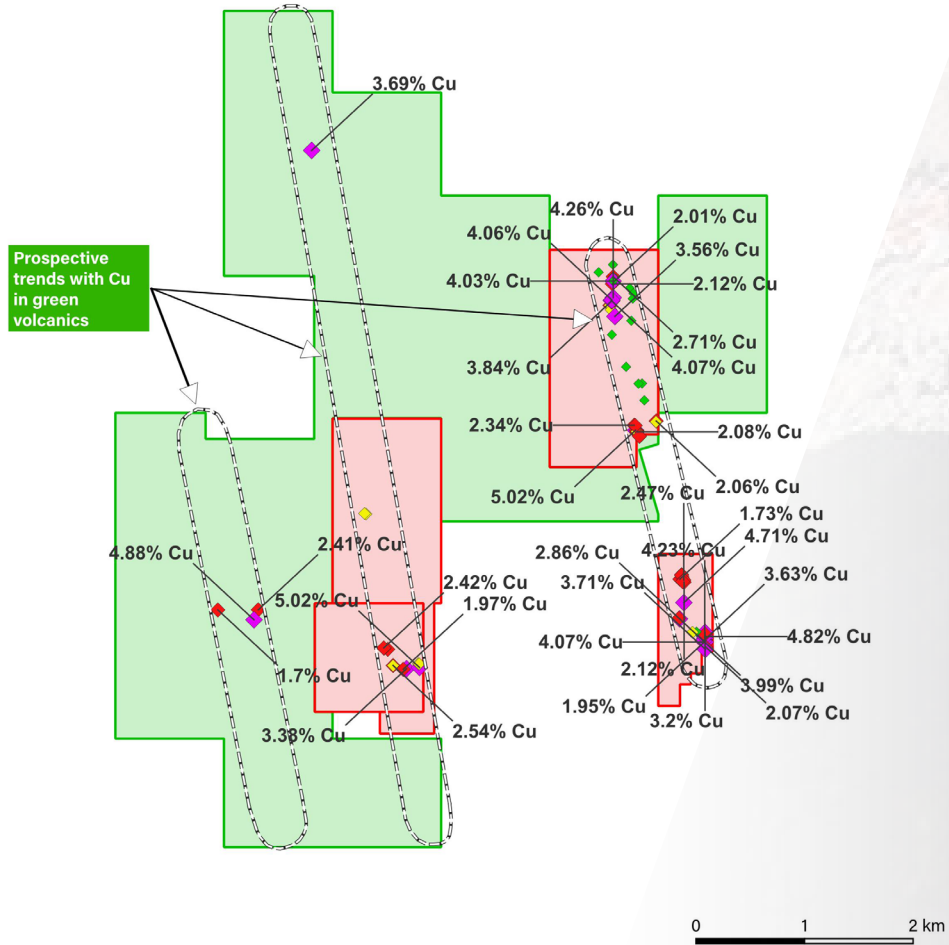 3.69% Cu
4.26% Cu
2.01% Cu
4.06% Cu
3.56% Cu
Prospective
trends with Cu
in green
volcanics
4.03% Cu
2.12% Cu
2.71% Cu
3.84% Cu
4.07% Cu
2.34% Cu
2.08% Cu
5.02% Cu
2.47% Cu
2.06% Cu
1.73% Cu
4.71% Cu
4.88% Cu
2.41% Cu
2.86% Cu
4.23% Cu
3.63% Cu
5.02% Cu
2.42% Cu
3.71% Cu
1.97% Cu
4.07% Cu
4.82% Cu
1.7% Cu
2.12% Cu
3.99% Cu
1.95% Cu
2.07% Cu
3.2% Cu
3.38% Cu
2.54% Cu
0 1 2 km